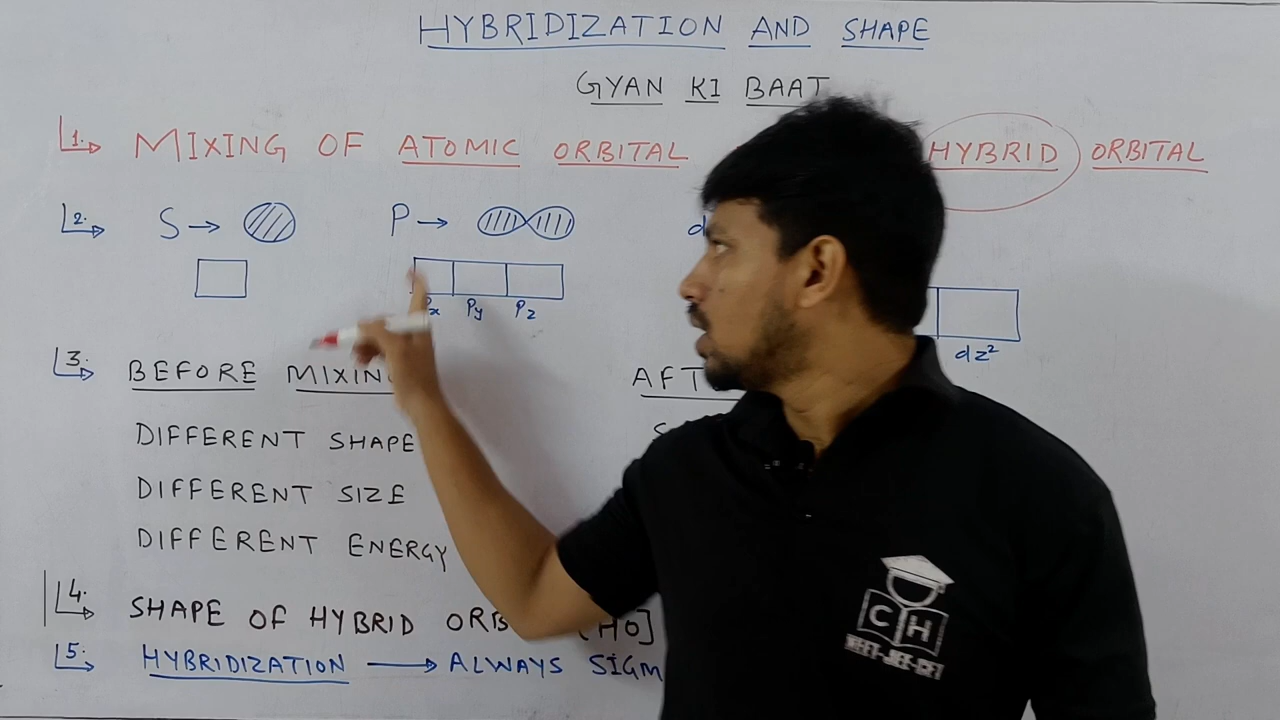 HYBRIDIZATION AND SHAPE
GYAN KI BAAT
1. MIXING OF ATOMIC ORBITAL HYBRID ORBITAL
2. S → P → d
Px Py Pz dz²
3. BEFORE MIXING AFT
DIFFERENT SHAPE S
DIFFERENT SIZE
DIFFERENT ENERGY
4. SHAPE OF HYBRID ORB [HO]
5. HYBRIDIZATION → ALWAYS SIGM
CH
NEET-JEE-CET